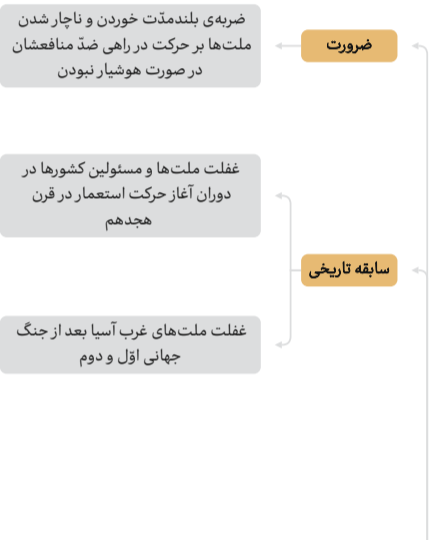 ضرورت
ضربه‌ی بلندمدّت خوردن و ناچار شدن
ملت‌ها بر حرکت در راهی ضدّ منافعشان
در صورت هوشیار نبودن
سابقه تاریخی
غفلت ملت‌ها و مسئولین کشورها در
دوران آغاز حرکت استعمار در قرن
هجدهم
غفلت ملت‌های غرب آسیا بعد از جنگ
جهانی اوّل و دوم